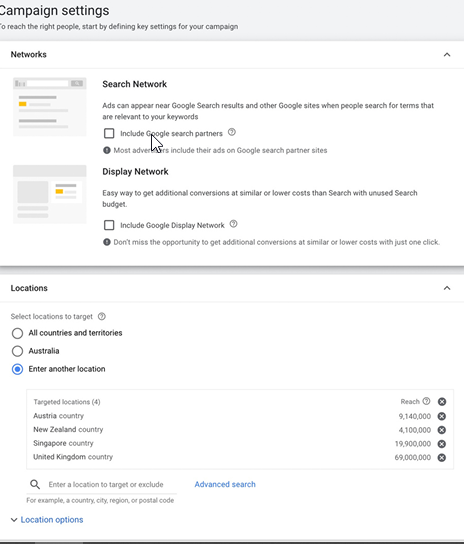 Campaign settings
To reach the right people, start by defining key settings for your campaign
Networks
Search Network
Ads can appear near Google Search results and other Google sites when people search for terms that
are relevant to your keywords
Include Google search partners
Most advertisers include their ads on Google search partner sites
Display Network
Easy way to get additional conversions at similar or lower costs than Search with unused Search
budget.
Include Google Display Network
Don't miss the opportunity to get additional conversions at similar or lower costs with just one click.
Locations
Select locations to target
All countries and territories
Australia
Enter another location
Targeted locations (4) Reach
Austria country 9,140,000
New Zealand country 4,100,000
Singapore country 19,900,000
United Kingdom country 69,000,000
Enter a location to target or exclude Advanced search
For example, a country, city, region, or postal code
Location options